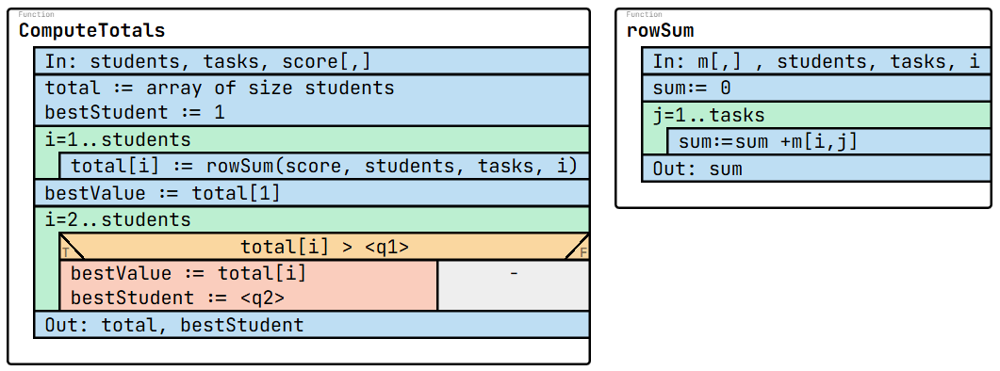 Function
ComputeTotals
In: students, tasks, score[,]
total := array of size students
bestStudent := 1
i=1..students
total[i] := rowSum(score, students, tasks, i)
bestValue := total[1]
i=2..students
total[i] > <q1>
T
F
bestValue := total[i]
bestStudent := <q2>
-
Out: total, bestStudent
Function
rowSum
In: m[,] , students, tasks, i
sum:= 0
j=1..tasks
sum:=sum +m[i,j]
Out: sum